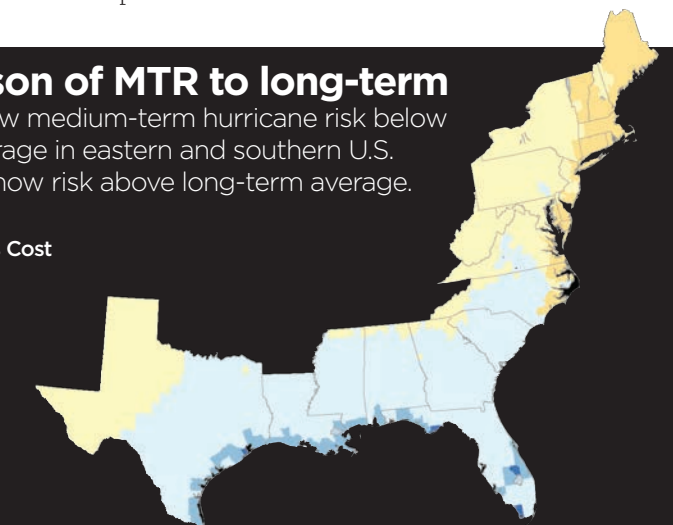 son of MTR to long-term
w medium-term hurricane risk below
rage in eastern and southern U.S.
now risk above long-term average.
Cost